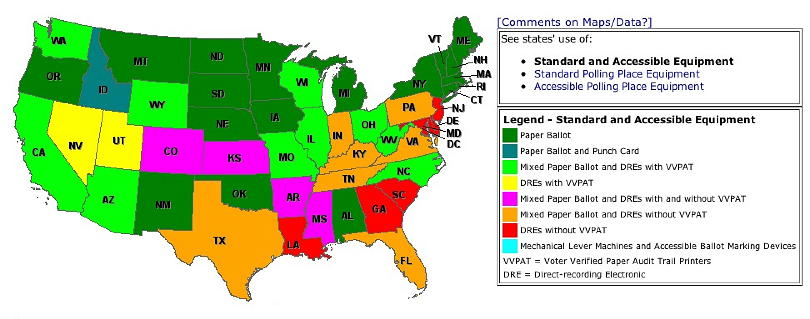 [Comments on Maps/Data?]
See states' use of:
• Standard and Accessible Equipment
• Standard Polling Place Equipment
• Accessible Polling Place Equipment
Legend - Standard and Accessible Equipment
Paper Ballot
Paper Ballot and Punch Card
Mixed Paper Ballot and DREs with VVPAT
DREs with VVPAT
Mixed Paper Ballot and DREs with and without VVPAT
Mixed Paper Ballot and DREs without VVPAT
DREs without VVPAT
Mechanical Lever Machines and Accessible Ballot Marking Devices
VVPAT = Voter Verified Paper Audit Trail Printers
DRE = Direct-recording Electronic
WA
MT
ND
MN
VT
ME
OR
ID
SD
WI
MI
NY
NH
MA
RI
CT
WY
NE
IA
PA
NJ
NV
UT
CO
IL
IN
OH
WV
VA
DE
MD
DC
CA
KS
MO
KY
AZ
NM
OK
AR
TN
NC
SC
TX
LA
MS
AL
GA
FL